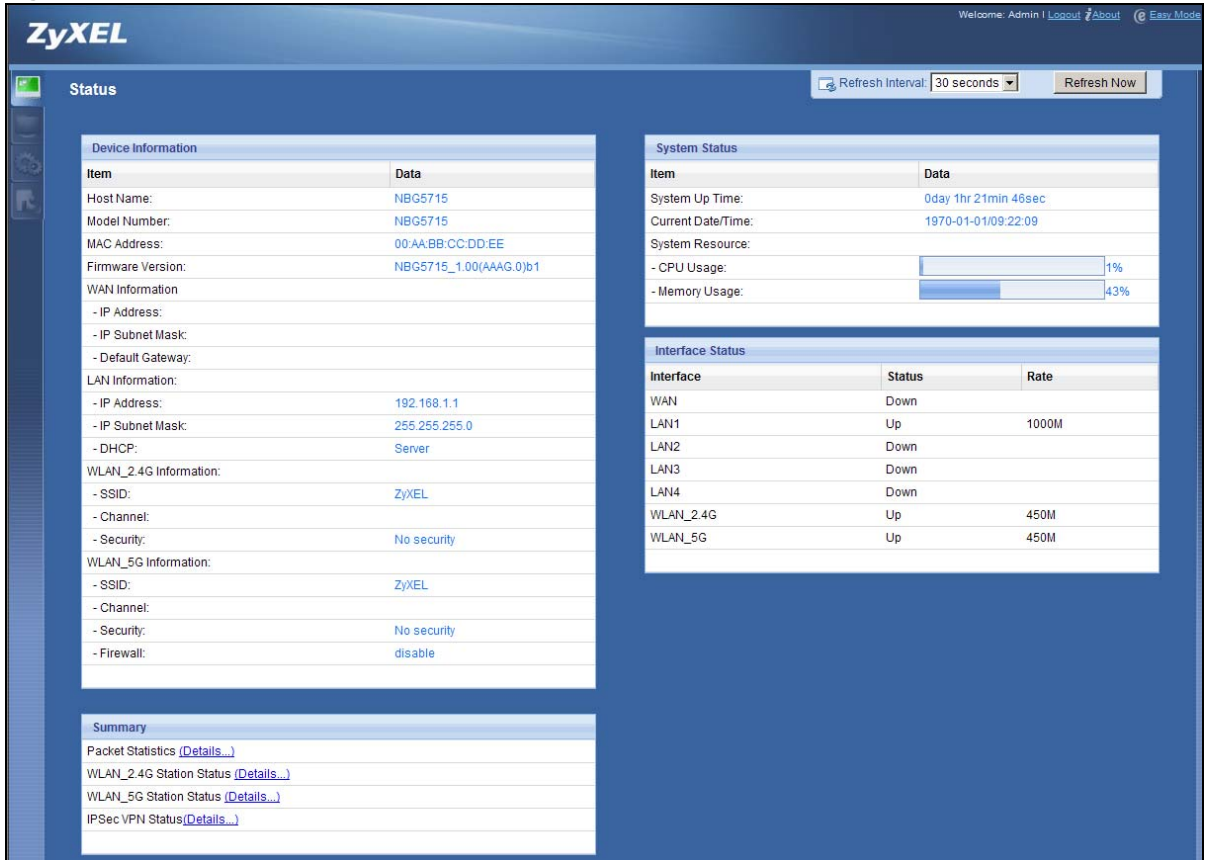 Welcome: Admin I Logout i About e Easy Mode
ZyXEL
Status
Refresh Interval: 30 seconds Refresh Now
Device Information
Item Data
Host Name: NBG5715
Model Number: NBG5715
MAC Address: 00:AA:BB:CC:DD:EE
Firmware Version: NBG5715_1.00(AAAG.0)b1
WAN Information
- IP Address:
- IP Subnet Mask:
- Default Gateway:
LAN Information:
- IP Address: 192.168.1.1
- IP Subnet Mask: 255.255.255.0
- DHCP: Server
WLAN_2.4G Information:
- SSID: ZyXEL
- Channel:
- Security: No security
WLAN_5G Information:
- SSID: ZyXEL
- Channel:
- Security: No security
- Firewall: disable
Summary
Packet Statistics (Details...)
WLAN_2.4G Station Status (Details...)
WLAN_5G Station Status (Details...)
IPSec VPN Status(Details...)
System Status
Item Data
System Up Time: 0day 1hr 21min 46sec
Current Date/Time: 1970-01-01/09:22:09
System Resource:
- CPU Usage: 1%
- Memory Usage: 43%
Interface Status
Interface Status Rate
WAN Down
LAN1 Up 1000M
LAN2 Down
LAN3 Down
LAN4 Down
WLAN_2.4G Up 450M
WLAN_5G Up 450M